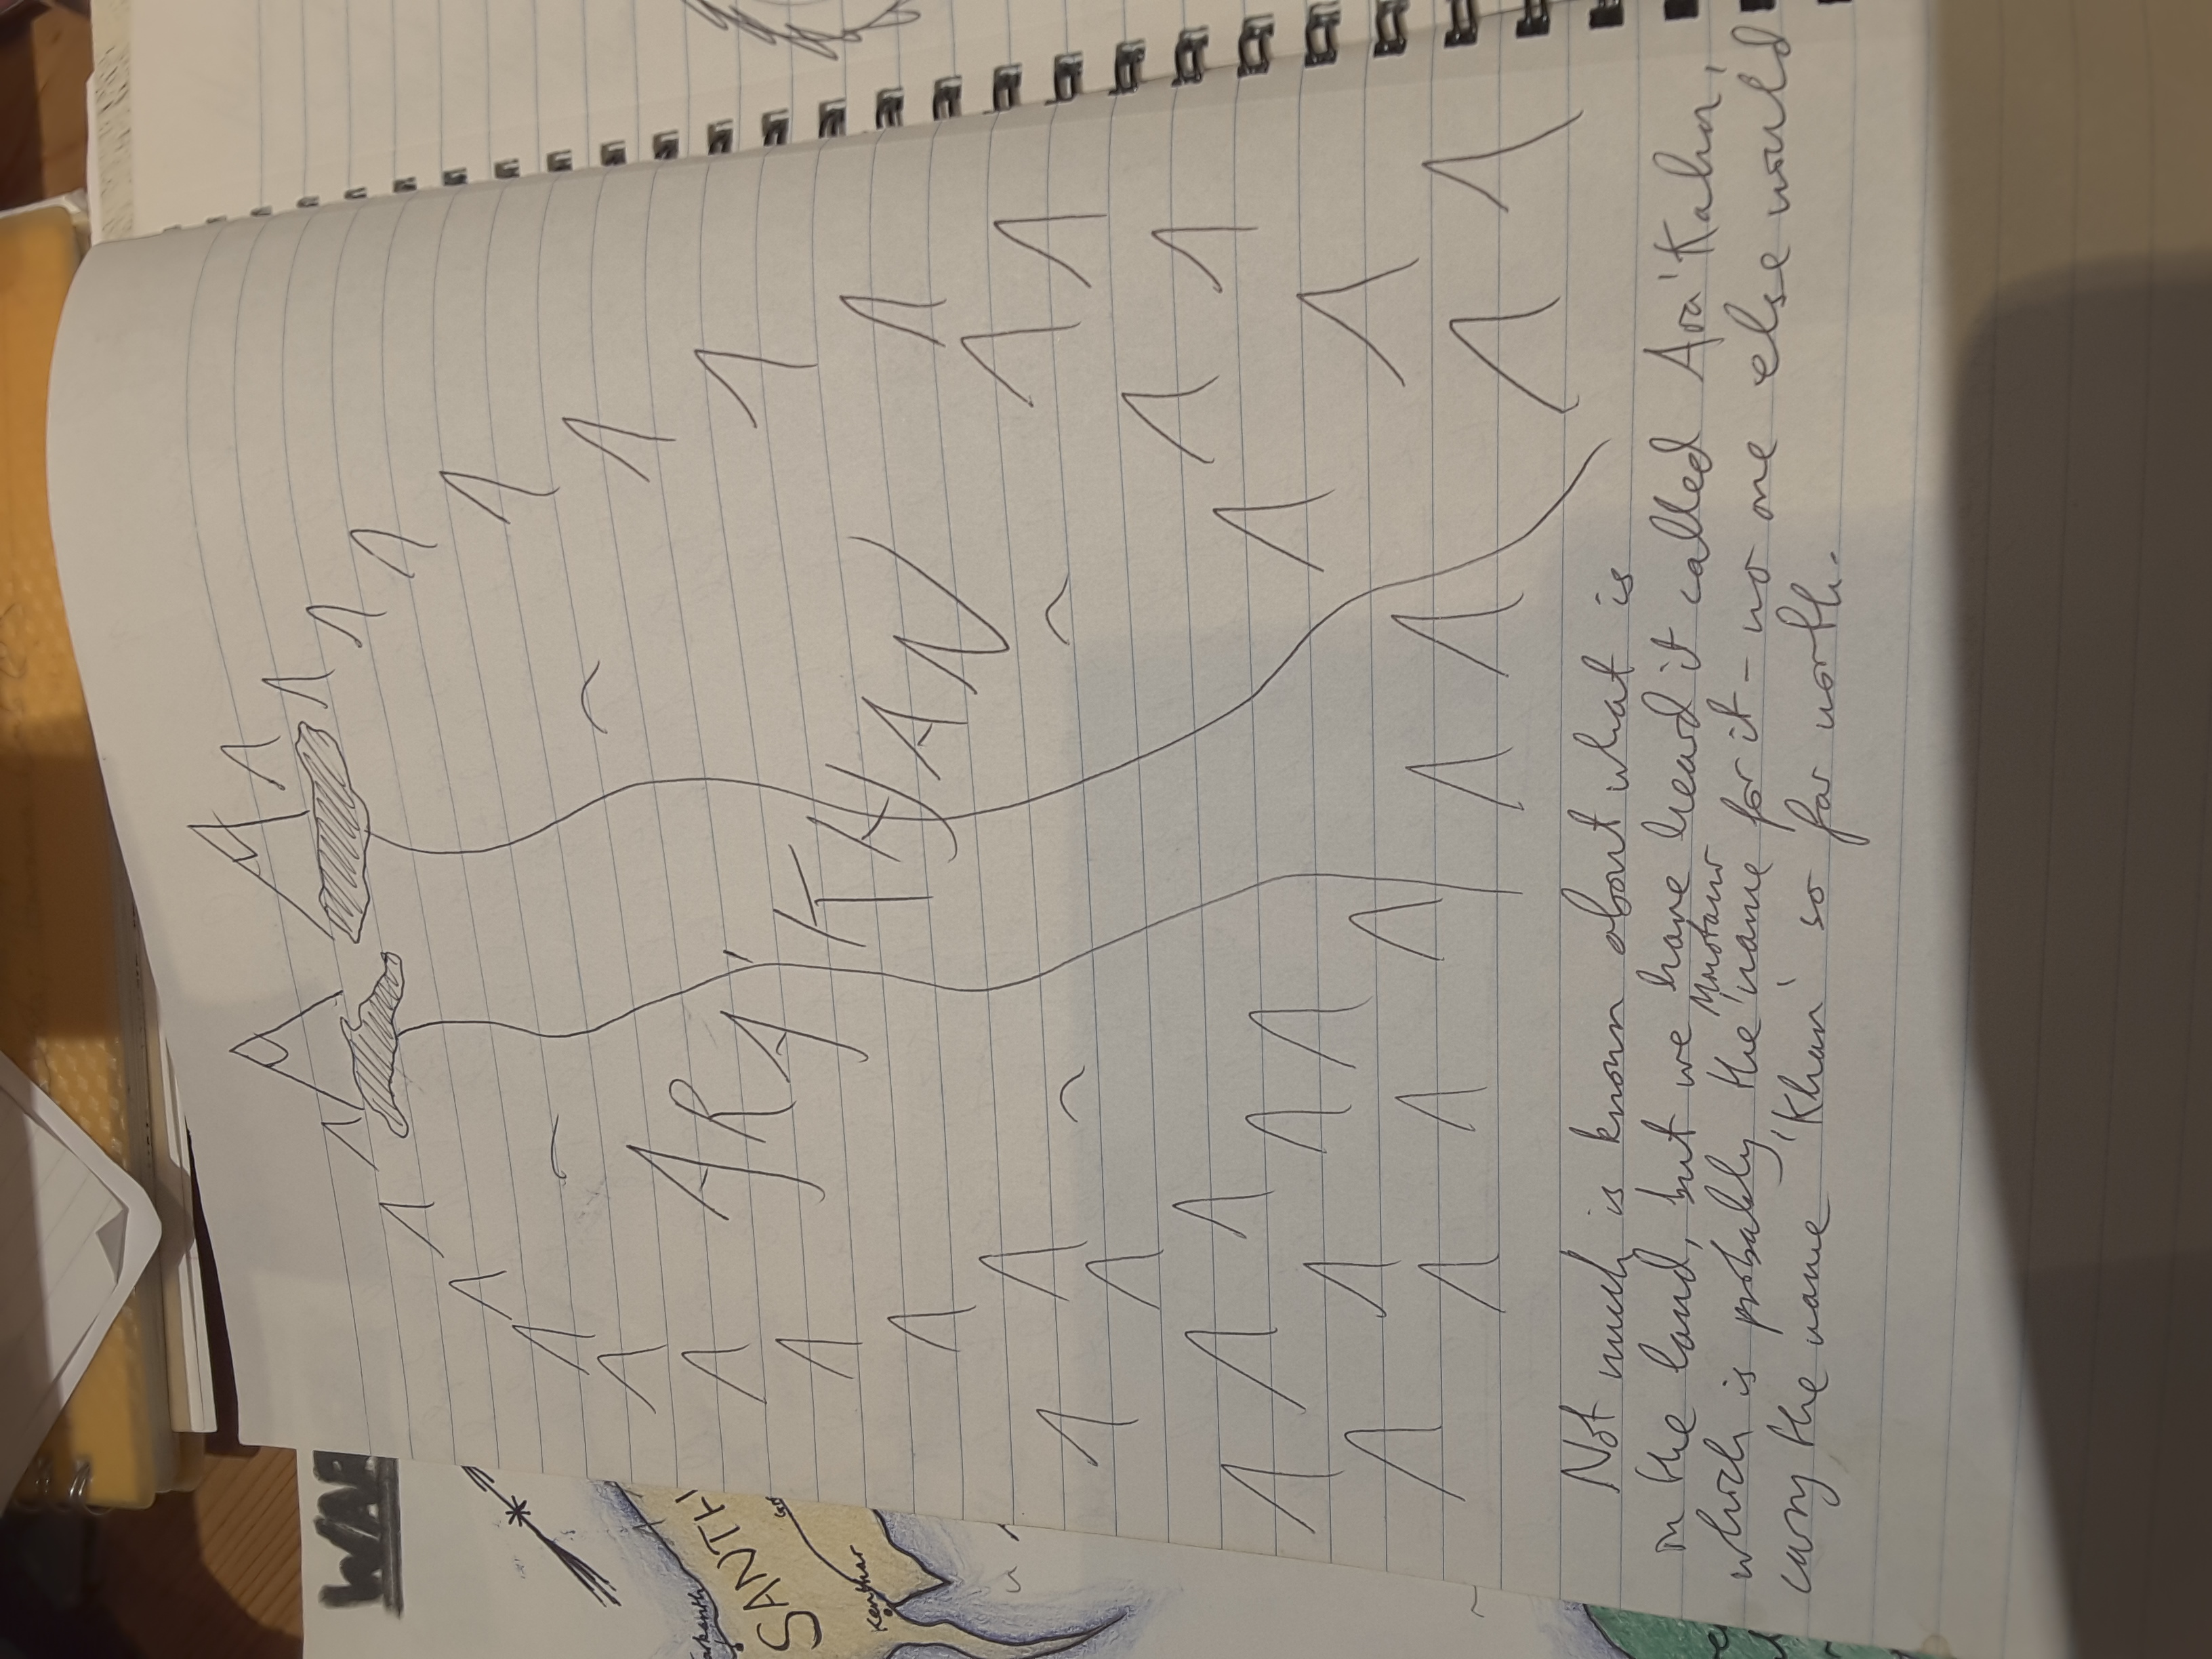 WAR
SANTH
Kenthar
ARA'
KHAN
Not much is known about what is
in the land, but we have heard it called Ara'Kahn,
which is probably the Minotaur name for it - no one else would
carry the name 'Khan' so far north.